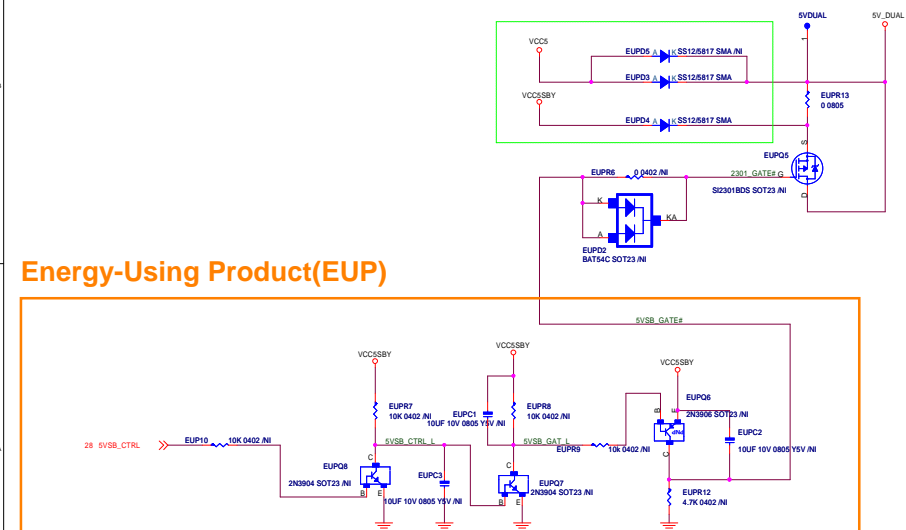 5VDUAL
5V_DUAL
1
VCC5
EUPD5 A K SS12/5817 SMA /NI
EUPD3 A K SS12/5817 SMA
VCC5SBY
EUPR13
0 0805
EUPD4 A K SS12/5817 SMA
S
EUPQ5
EUPR6 0 0402 /NI
2301_GATE# G
SI2301BDS SOT23 /NI
D
K
KA
A
EUPD2
BAT54C SOT23 /NI
Energy-Using Product(EUP)
5VSB_GATE#
VCC5SBY
VCC5SBY
VCC5SBY
EUPR7
10K 0402 /NI
EUPC1
10UF 10V 0805 Y5V /NI
EUPR8
10K 0402 /NI
EUPQ6
2N3906 SOT23 /NI
B
E
PNP
C
EUPC2
10UF 10V 0805 Y5V /NI
28 5VSB_CTRL
EUP10 10K 0402 /NI
5VSB_CTRL_L
5VSB_GAT_L
EUPR9 10k 0402 /NI
C
EUPQ8
2N3904 SOT23 /NI
B E
EUPC3
10UF 10V 0805 Y5V /NI
C
EUPQ7
2N3904 SOT23 /NI
B E
EUPR12
4.7K 0402 /NI